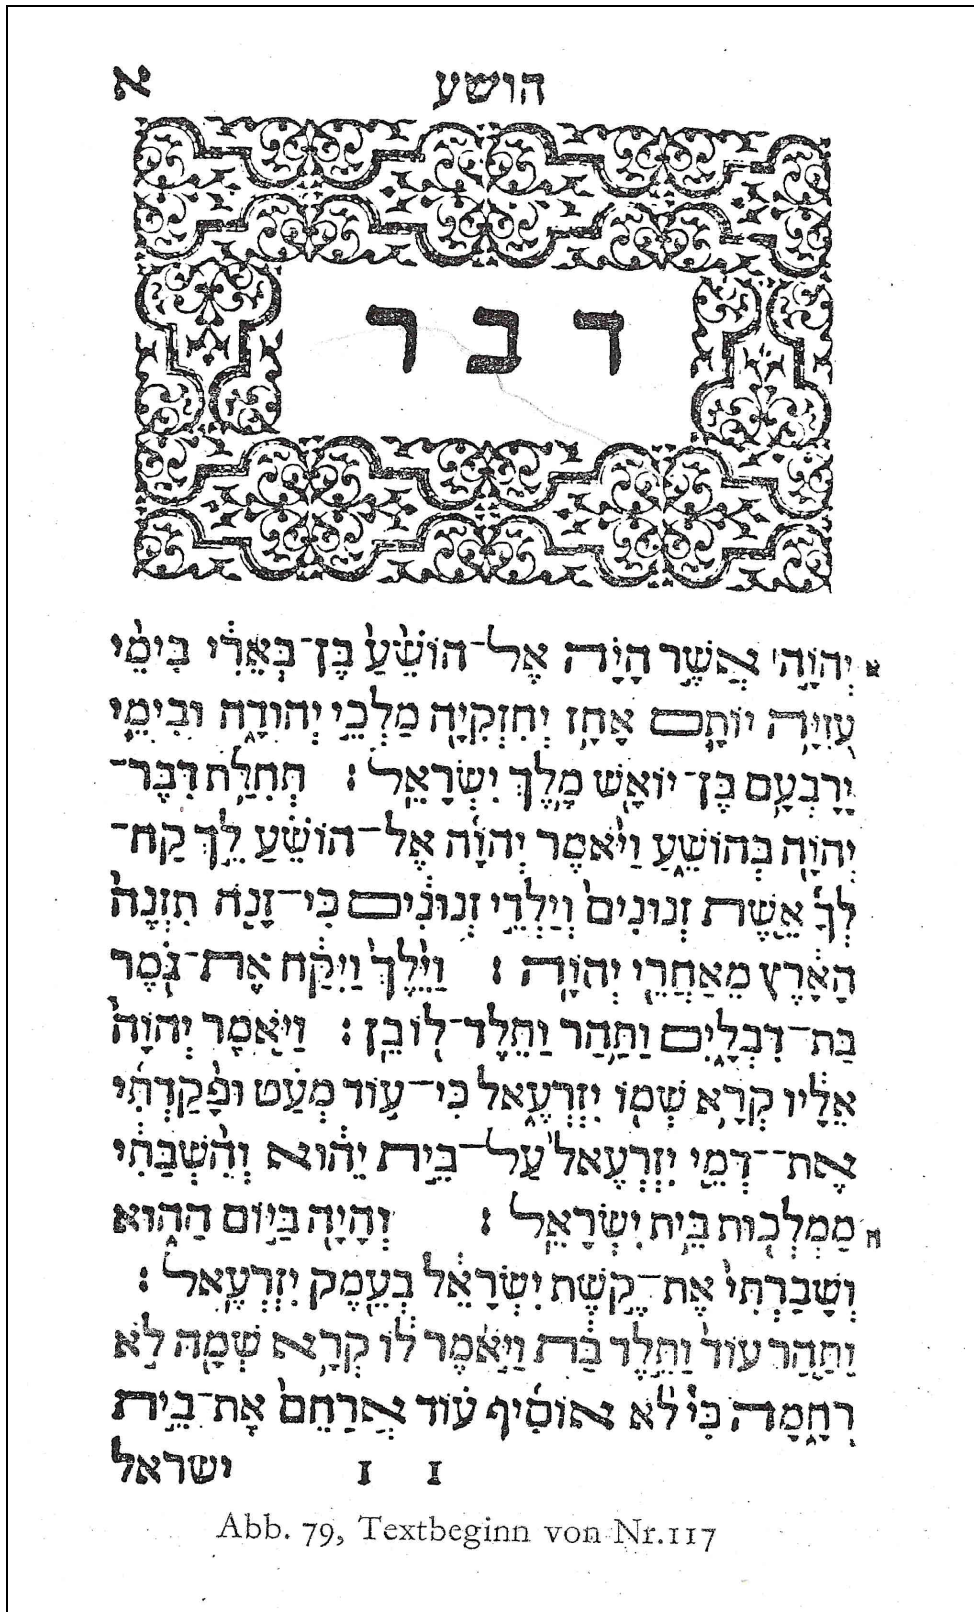 הושע א
דבר
א יְהוָֹה אֲשֶׁר הָיָה אֶל־הוֹשֵׁעַ בֶּן־בְּאֵרִי בִּימֵי
עֻזִּיָּה יוֹתָם אָחָז יְחִזְקִיָּה מַלְכֵי יְהוּדָה וּבִימֵי
יָרָבְעָם בֶּן־יוֹאָשׁ מֶלֶךְ יִשְׂרָאֵל׃ תְּחִלַּת דִּבֶּר־
יְהוָֹה בְּהוֹשֵׁעַ וַיֹּאמֶר יְהוָֹה אֶל־הוֹשֵׁעַ לֵךְ קַח־
לְךָ אֵשֶׁת זְנוּנִים וְיַלְדֵי זְנוּנִים כִּי־זָנֹה תִזְנֶה
הָאָרֶץ מֵאַחֲרֵי יְהוָֹה׃ וַיֵּלֶךְ וַיִּקַּח אֶת־גֹּמֶר
בַּת־דִּבְלָיִם וַתַּהַר וַתֵּלֶד־לוֹ בֵּן׃ וַיֹּאמֶר יְהוָֹה
אֵלָיו קְרָא שְׁמוֹ יִזְרְעֶאל כִּי־עוֹד מְעַט וּפָקַדְתִּי
אֶת־דְּמֵי יִזְרְעֶאל עַל־בֵּית יֵהוּא וְהִשְׁבַּתִּי
מַמְלְכוּת בֵּית יִשְׂרָאֵל׃ וְהָיָה בַּיּוֹם הַהוּא ה
וְשָׁבַרְתִּי אֶת־קֶשֶׁת יִשְׂרָאֵל בְּעֵמֶק יִזְרְעֶאל׃
וַתַּהַר עוֹד וַתֵּלֶד בַּת וַיֹּאמֶר לוֹ קְרָא שְׁמָהּ לֹא
רֻחָמָה כִּי לֹא אוֹסִיף עוֹד אֲרַחֵם אֶת־בֵּית
1 1 ישראל
Abb. 79, Textbeginn von Nr. 117